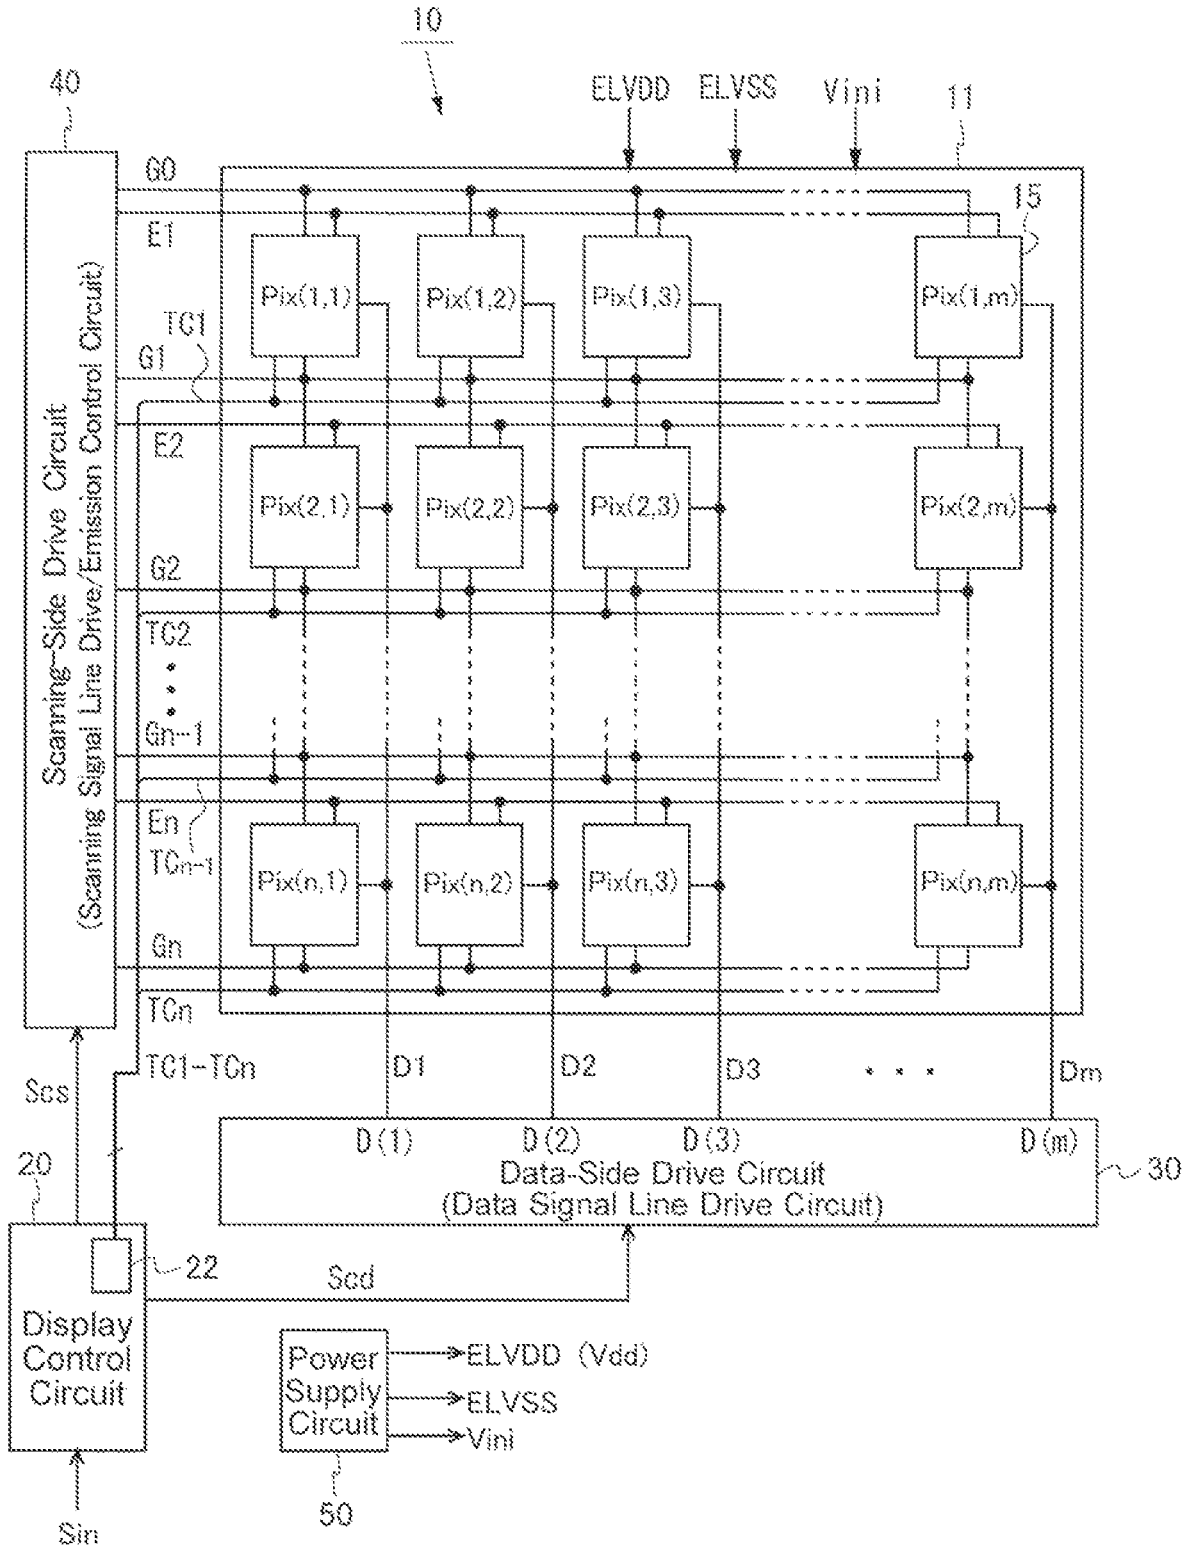 10
40
ELVDD
ELVSS
Vini
11
G0
15
E1
Pix(1,1)
Pix(1,2)
Pix(1,3)
Pix(1,m)
TC1
G1
E2
Pix(2,1)
Pix(2,2)
Pix(2,3)
Pix(2,m)
G2
TC2
Gn-1
En
TCn-1
Pix(n,1)
Pix(n,2)
Pix(n,3)
Pix(n,m)
Gn
TCn
Scanning-Side Drive Circuit
(Scanning Signal Line Drive/Emission Control Circuit)
TC1-TCn
D1
D2
D3
. . .
Dm
Scs
D(1)
D(2)
D(3)
D(m)
Data-Side Drive Circuit
(Data Signal Line Drive Circuit)
30
20
22
Scd
Display
Control
Circuit
Power
Supply
Circuit
ELVDD (Vdd)
ELVSS
Vini
50
Sin